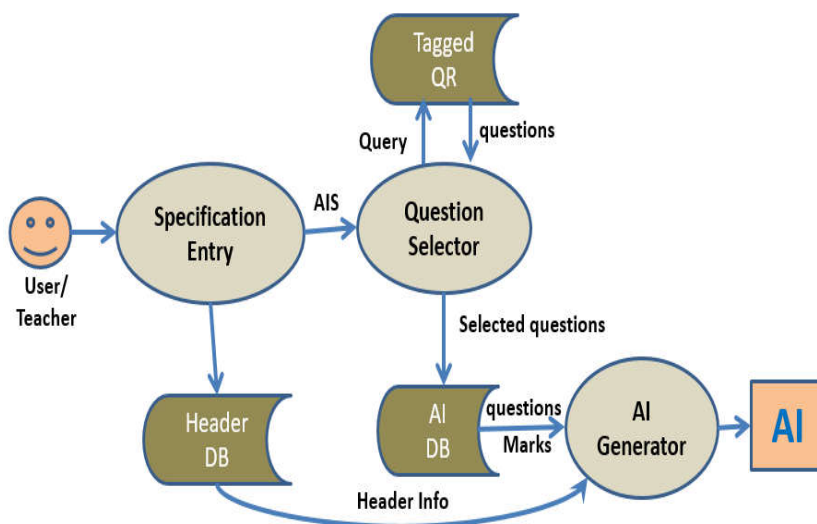 Tagged
QR
Query
questions
Specification
Entry
AIS
Question
Selector
User/
Teacher
Selected questions
Header
DB
AI
DB
questions
Marks
AI
Generator
AI
Header Info